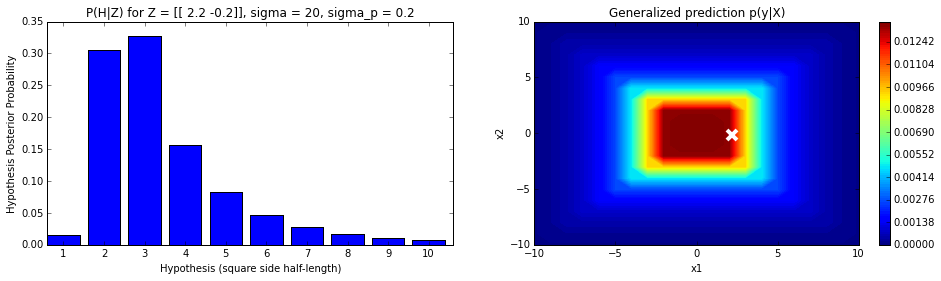 P(H|Z) for Z = [[ 2.2 -0.2]], sigma = 20, sigma_p = 0.2
0.35
0.30
0.25
0.20
0.15
0.10
0.05
0.00
Hypothesis Posterior Probability
1 2 3 4 5 6 7 8 9 10
Hypothesis (square side half-length)
Generalized prediction p(y|X)
10
5
0
−5
−10
x2
−10 −5 0 5 10
x1
0.01242
0.01104
0.00966
0.00828
0.00690
0.00552
0.00414
0.00276
0.00138
0.00000